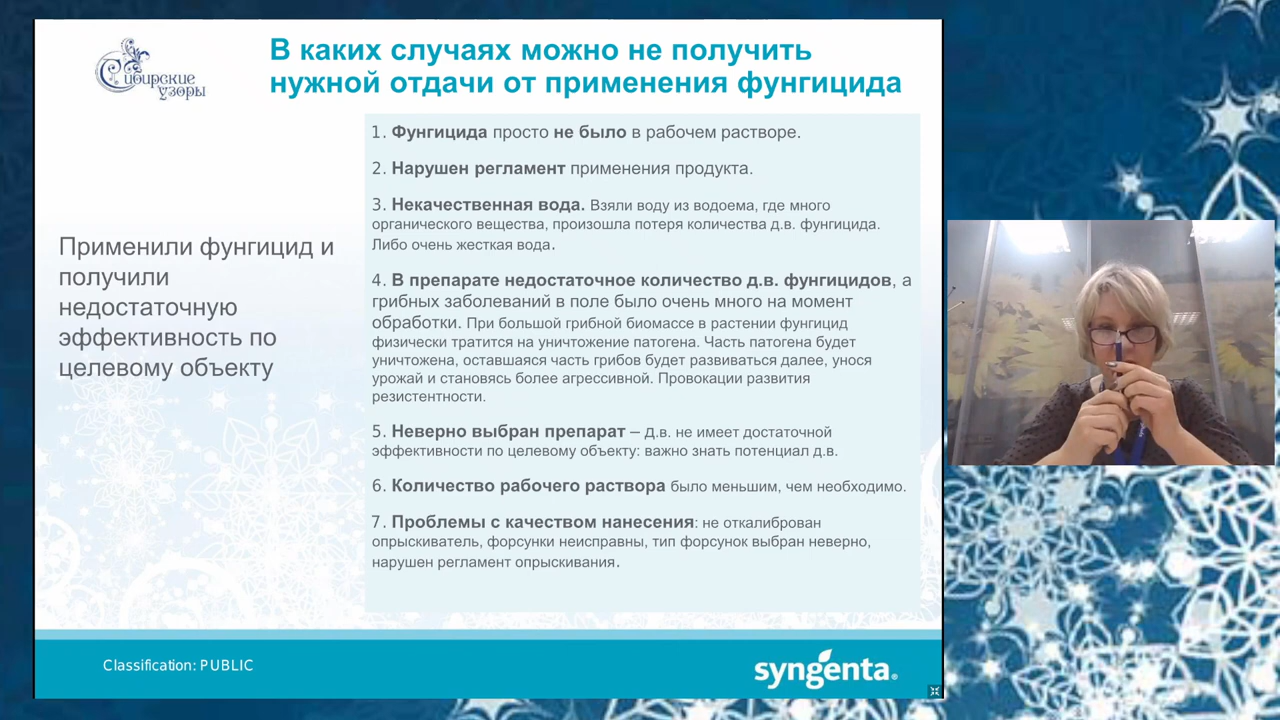 Сибирские
узоры
В каких случаях можно не получить
нужной отдачи от применения фунгицида
Применили фунгицид и
получили
недостаточную
эффективность по
целевому объекту
1. Фунгицида просто не было в рабочем растворе.
2. Нарушен регламент применения продукта.
3. Некачественная вода. Взяли воду из водоема, где много
органического вещества, произошла потеря количества д.в. фунгицида.
Либо очень жесткая вода.
4. В препарате недостаточное количество д.в. фунгицидов, а
грибных заболеваний в поле было очень много на момент
обработки. При большой грибной биомассе в растении фунгицид
физически тратится на уничтожение патогена. Часть патогена будет
уничтожена, оставшаяся часть грибов будет развиваться далее, унося
урожай и становясь более агрессивной. Провокации развития
резистентности.
5. Неверно выбран препарат – Д.в. не имеет достаточной
эффективности по целевому объекту: важно знать потенциал д.в.
6. Количество рабочего раствора было меньшим, чем необходимо.
7. Проблемы с качеством нанесения: не откалиброван
опрыскиватель, форсунки неисправны, тип форсунок выбран неверно,
нарушен регламент опрыскивания.
Classification: PUBLIC
syngenta®